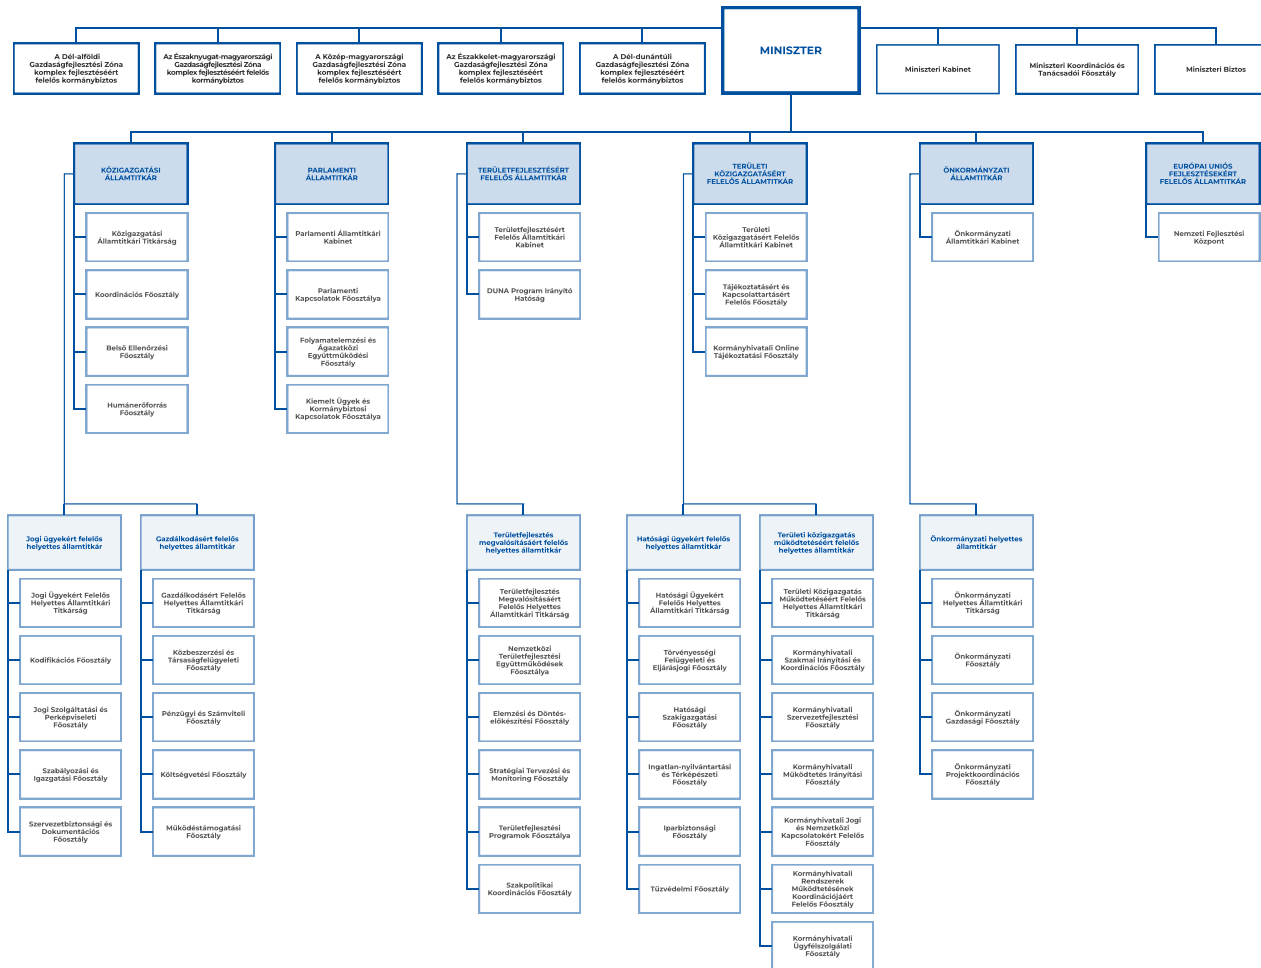 A Dél-alföldi
Gazdaságfejlesztési Zóna
komplex fejlesztéséért
felelős kormánybiztos
Az Északnyugat-magyarországi
Gazdaságfejlesztési Zóna
komplex fejlesztéséért felelős
kormánybiztos
A Közép-magyarországi
Gazdaságfejlesztési Zóna
komplex fejlesztéséért
felelős kormánybiztos
Az Északkelet-magyarországi
Gazdaságfejlesztési Zóna
komplex fejlesztéséért
felelős kormánybiztos
A Dél-dunántúli
Gazdaságfejlesztési Zóna
komplex fejlesztéséért
felelős kormánybiztos
MINISZTER
Miniszteri Kabinet
Miniszteri Koordinációs és
Tanácsadói Főosztály
Miniszteri Biztos
KÖZIGAZGATÁSI
ÁLLAMTITKÁR
Közigazgatási
Államtitkári Titkárság
Koordinációs Főosztály
Belső Ellenőrzési
Főosztály
Humánerőforrás
Főosztály
PARLAMENTI
ÁLLAMTITKÁR
Parlamenti Államtitkári
Kabinet
Parlamenti
Kapcsolatok Főosztálya
Folyamatelemzési és
Ágazatközi
Együttműködési
Főosztály
Kiemelt Ügyek és
Kormánybiztosi
Kapcsolatok Főosztálya
TERÜLETFEJLESZTÉSÉRT
FELELŐS ÁLLAMTITKÁR
Területfejlesztésért
Felelős Államtitkári
Kabinet
DUNA Program Irányító
Hatóság
TERÜLETI
KÖZIGAZGATÁSÉRT
FELELŐS ÁLLAMTITKÁR
Területi
Közigazgatásért Felelős
Államtitkári Kabinet
Tájékoztatásért és
Kapcsolattartásért
Felelős Főosztály
Kormányhivatali Online
Tájékoztatási Főosztály
ÖNKORMÁNYZATI
ÁLLAMTITKÁR
Önkormányzati
Államtitkári Kabinet
EURÓPAI UNIÓS
FEJLESZTÉSEKÉRT
FELELŐS ÁLLAMTITKÁR
Nemzeti Fejlesztési
Központ
Jogi ügyekért felelős
helyettes államtitkár
Jogi Ügyekért Felelős
Helyettes Államtitkári
Titkárság
Kodifikációs Főosztály
Jogi Szolgáltatási és
Perképviseleti
Főosztály
Szabályozási és
Igazgatási Főosztály
Szervezetbiztonsági és
Dokumentációs
Főosztály
Gazdálkodásért felelős
helyettes államtitkár
Gazdálkodásért Felelős
Helyettes Államtitkári
Titkárság
Közbeszerzési és
Társaságfelügyeleti
Főosztály
Pénzügyi és Számviteli
Főosztály
Költségvetési Főosztály
Működéstámogatási
Főosztály
Területfejlesztés
megvalósításáért felelős
helyettes államtitkár
Területfejlesztés
Megvalósításáért
Felelős Helyettes
Államtitkári Titkárság
Nemzetközi
Területfejlesztési
Együttműködések
Főosztálya
Elemzési és Döntés-
előkészítési Főosztály
Stratégiai Tervezési és
Monitoring Főosztály
Területfejlesztési
Programok Főosztálya
Szakpolitikai
Koordinációs Főosztály
Hatósági ügyekért felelős
helyettes államtitkár
Hatósági Ügyekért
Felelős Helyettes
Államtitkári Titkárság
Törvényességi
Felügyeleti és
Eljárásjogi Főosztály
Hatósági
Szakigazgatási
Főosztály
Ingatlan-nyilvántartási
és Térképészeti
Főosztály
Iparbiztonsági
Főosztály
Tűzvédelmi Főosztály
Területi közigazgatás
működtetéséért felelős
helyettes államtitkár
Területi Közigazgatás
Működtetéséért Felelős
Helyettes Államtitkári
Titkárság
Kormányhivatali
Szakmai Irányítási és
Koordinációs Főosztály
Kormányhivatali
Szervezetfejlesztési
Főosztály
Kormányhivatali
Működtetés Irányítási
Főosztály
Kormányhivatali Jogi
és Nemzetközi
Kapcsolatokért Felelős
Főosztály
Kormányhivatali
Rendszerek
Működtetésének
Koordinációjáért
Felelős Főosztály
Kormányhivatali
Ügyfélszolgálati
Főosztály
Önkormányzati helyettes
államtitkár
Önkormányzati
Helyettes Államtitkári
Titkárság
Önkormányzati
Főosztály
Önkormányzati
Gazdasági Főosztály
Önkormányzati
Projektkoordinációs
Főosztály